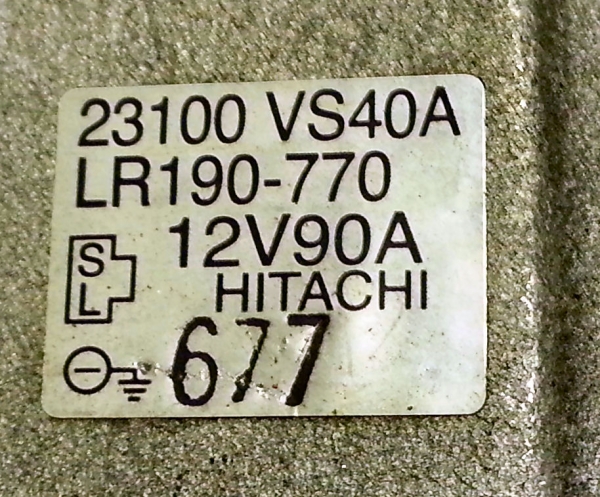 23100 VS40A
LR190-770
12V90A
S
L
HITACHI
677